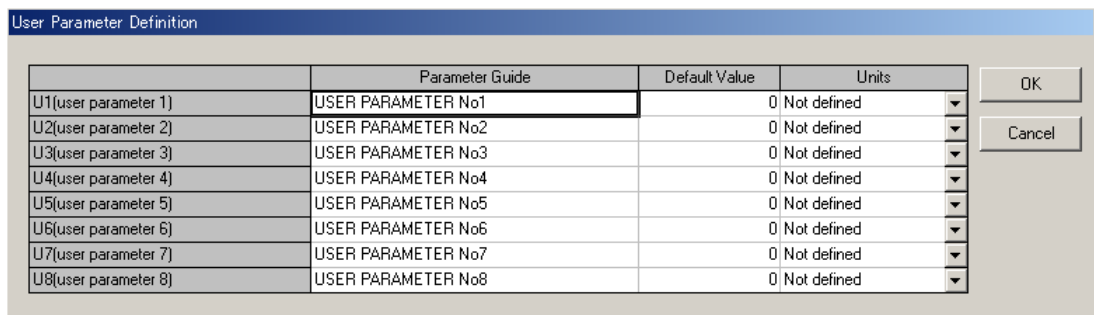 User Parameter Definition
Parameter Guide Default Value Units
OK
U1(user parameter 1) USER PARAMETER No1 0 Not defined
U2(user parameter 2) USER PARAMETER No2 0 Not defined
Cancel
U3(user parameter 3) USER PARAMETER No3 0 Not defined
U4(user parameter 4) USER PARAMETER No4 0 Not defined
U5(user parameter 5) USER PARAMETER No5 0 Not defined
U6(user parameter 6) USER PARAMETER No6 0 Not defined
U7(user parameter 7) USER PARAMETER No7 0 Not defined
U8(user parameter 8) USER PARAMETER No8 0 Not defined